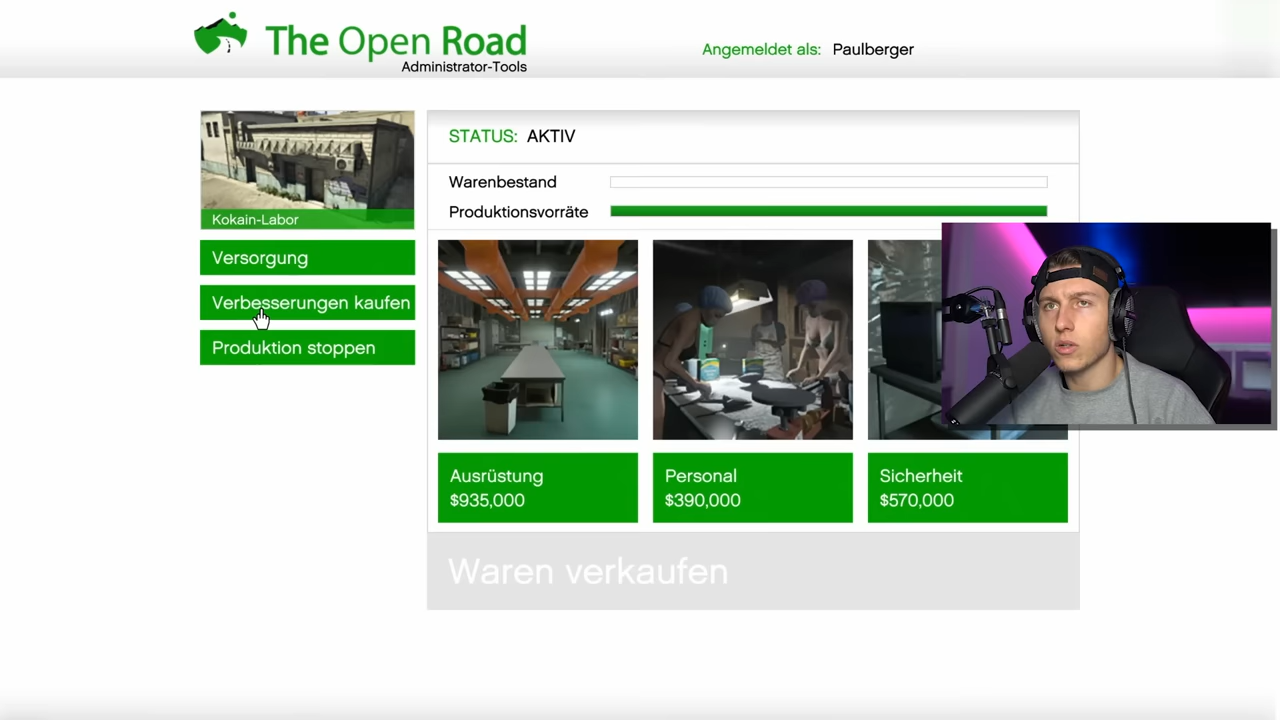 The Open Road
Administrator-Tools
Angemeldet als: Paulberger
Kokain-Labor
Versorgung
Verbesserungen kaufen
Produktion stoppen
STATUS: AKTIV
Warenbestand
Produktionsvorräte
Ausrüstung
$935,000
Personal
$390,000
Sicherheit
$570,000
Waren verkaufen